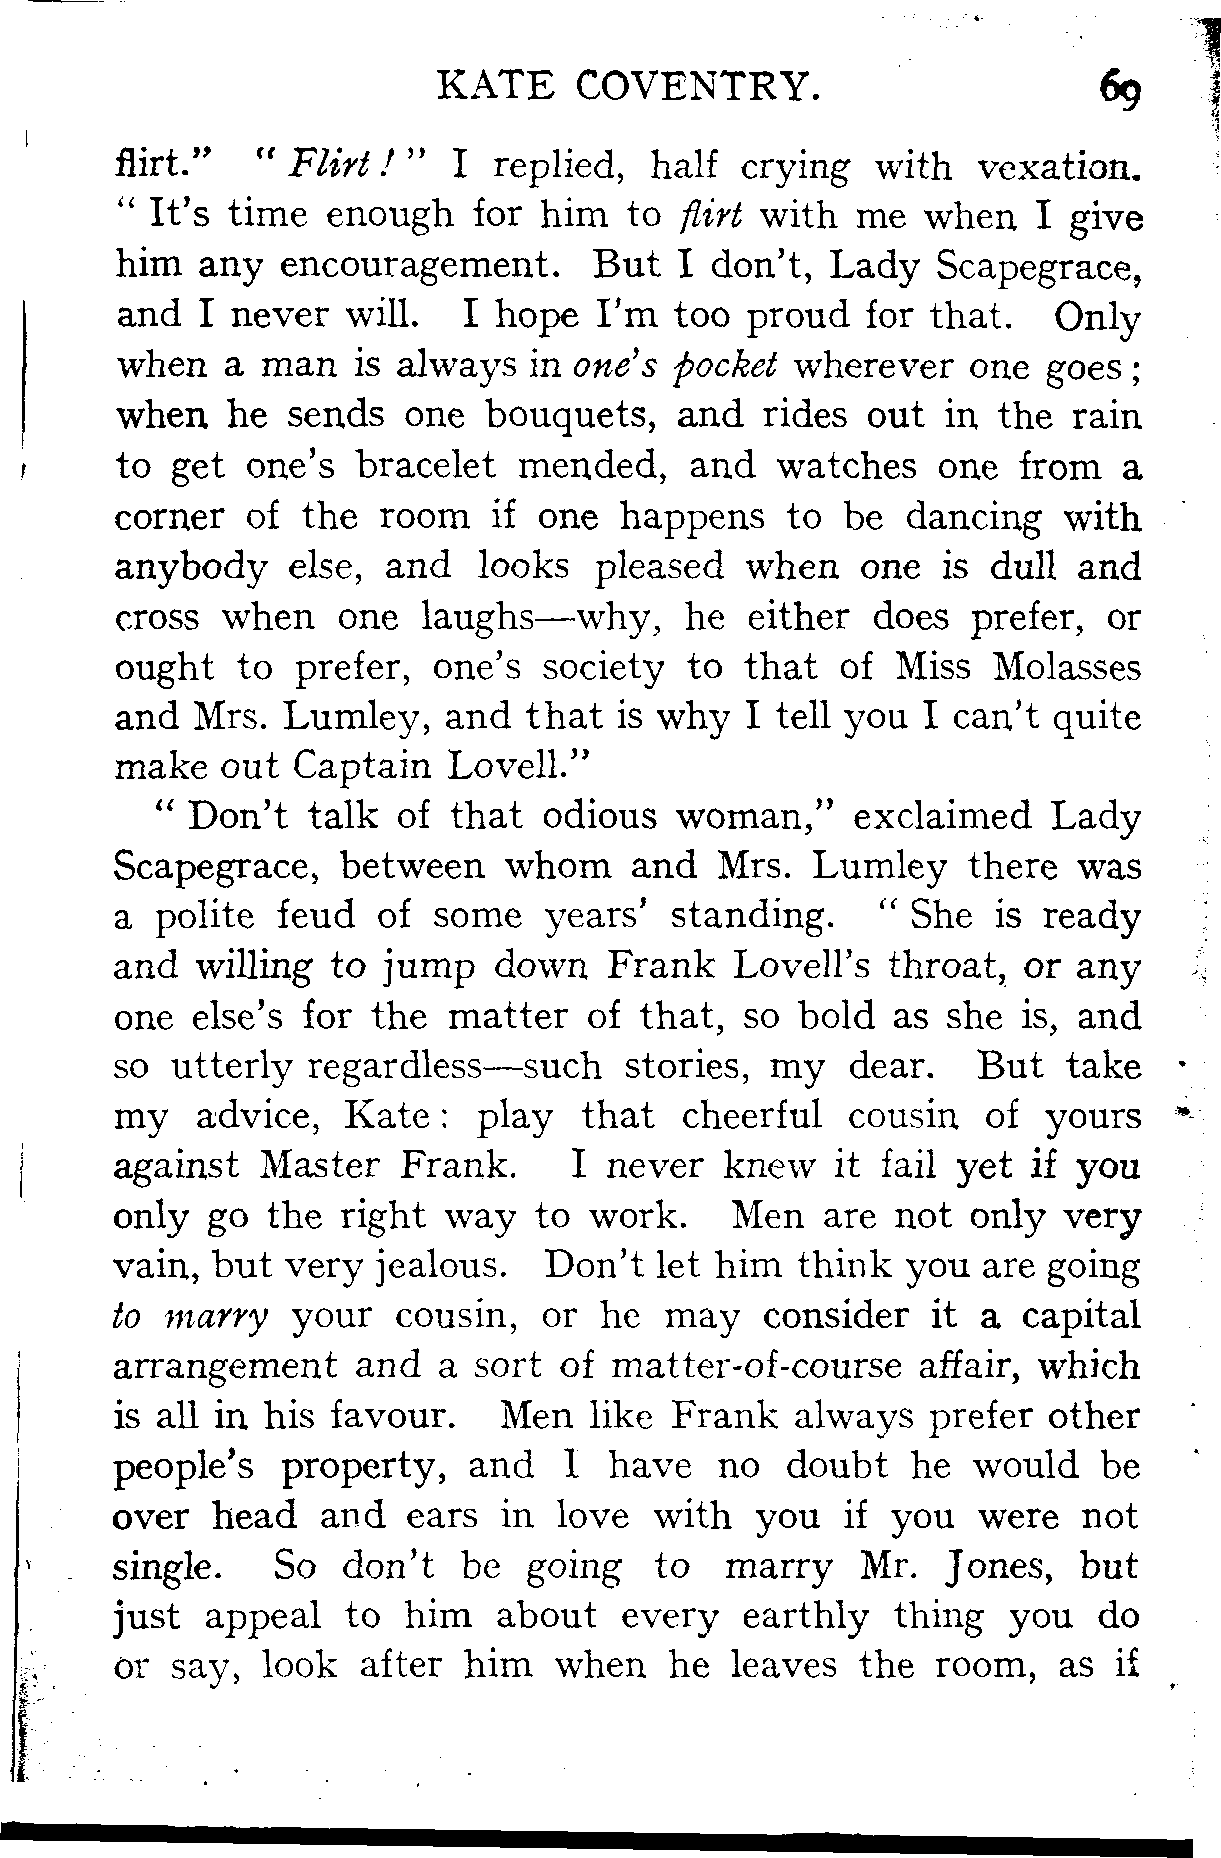 KATE COVENTRY. 69
flirt." "Flirt!" I replied, half crying with vexation.
"It's time enough for him to flirt with me when I give
him any encouragement. But I don't, Lady Scapegrace,
and I never will. I hope I'm too proud for that. Only
when a man is always in one's pocket wherever one goes;
when he sends one bouquets, and rides out in the rain
to get one's bracelet mended, and watches one from a
corner of the room if one happens to be dancing with
anybody else, and looks pleased when one is dull and
cross when one laughs—why, he either does prefer, or
ought to prefer, one's society to that of Miss Molasses
and Mrs. Lumley, and that is why I tell you I can't quite
make out Captain Lovell."
"Don't talk of that odious woman," exclaimed Lady
Scapegrace, between whom and Mrs. Lumley there was
a polite feud of some years' standing. "She is ready
and willing to jump down Frank Lovell's throat, or any
one else's for the matter of that, so bold as she is, and
so utterly regardless—such stories, my dear. But take
my advice, Kate: play that cheerful cousin of yours
against Master Frank. I never knew it fail yet if you
only go the right way to work. Men are not only very
vain, but very jealous. Don't let him think you are going
to marry your cousin, or he may consider it a capital
arrangement and a sort of matter-of-course affair, which
is all in his favour. Men like Frank always prefer other
people's property, and I have no doubt he would be
over head and ears in love with you if you were not
single. So don't be going to marry Mr. Jones, but
just appeal to him about every earthly thing you do
or say, look after him when he leaves the room, as if